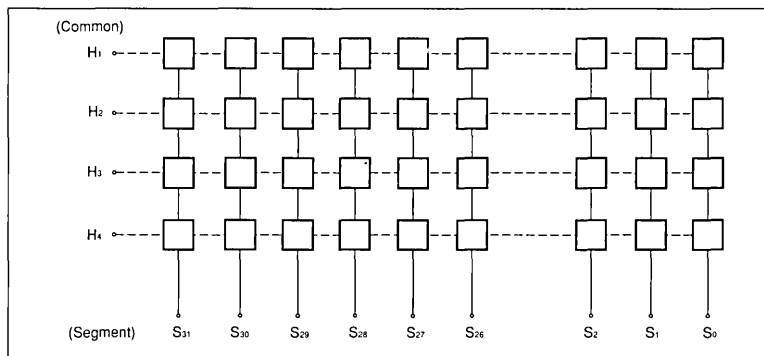 (Common)
H1
H2
H3
H4
(Segment) S31 S30 S29 S28 S27 S26 S2 S1 S0